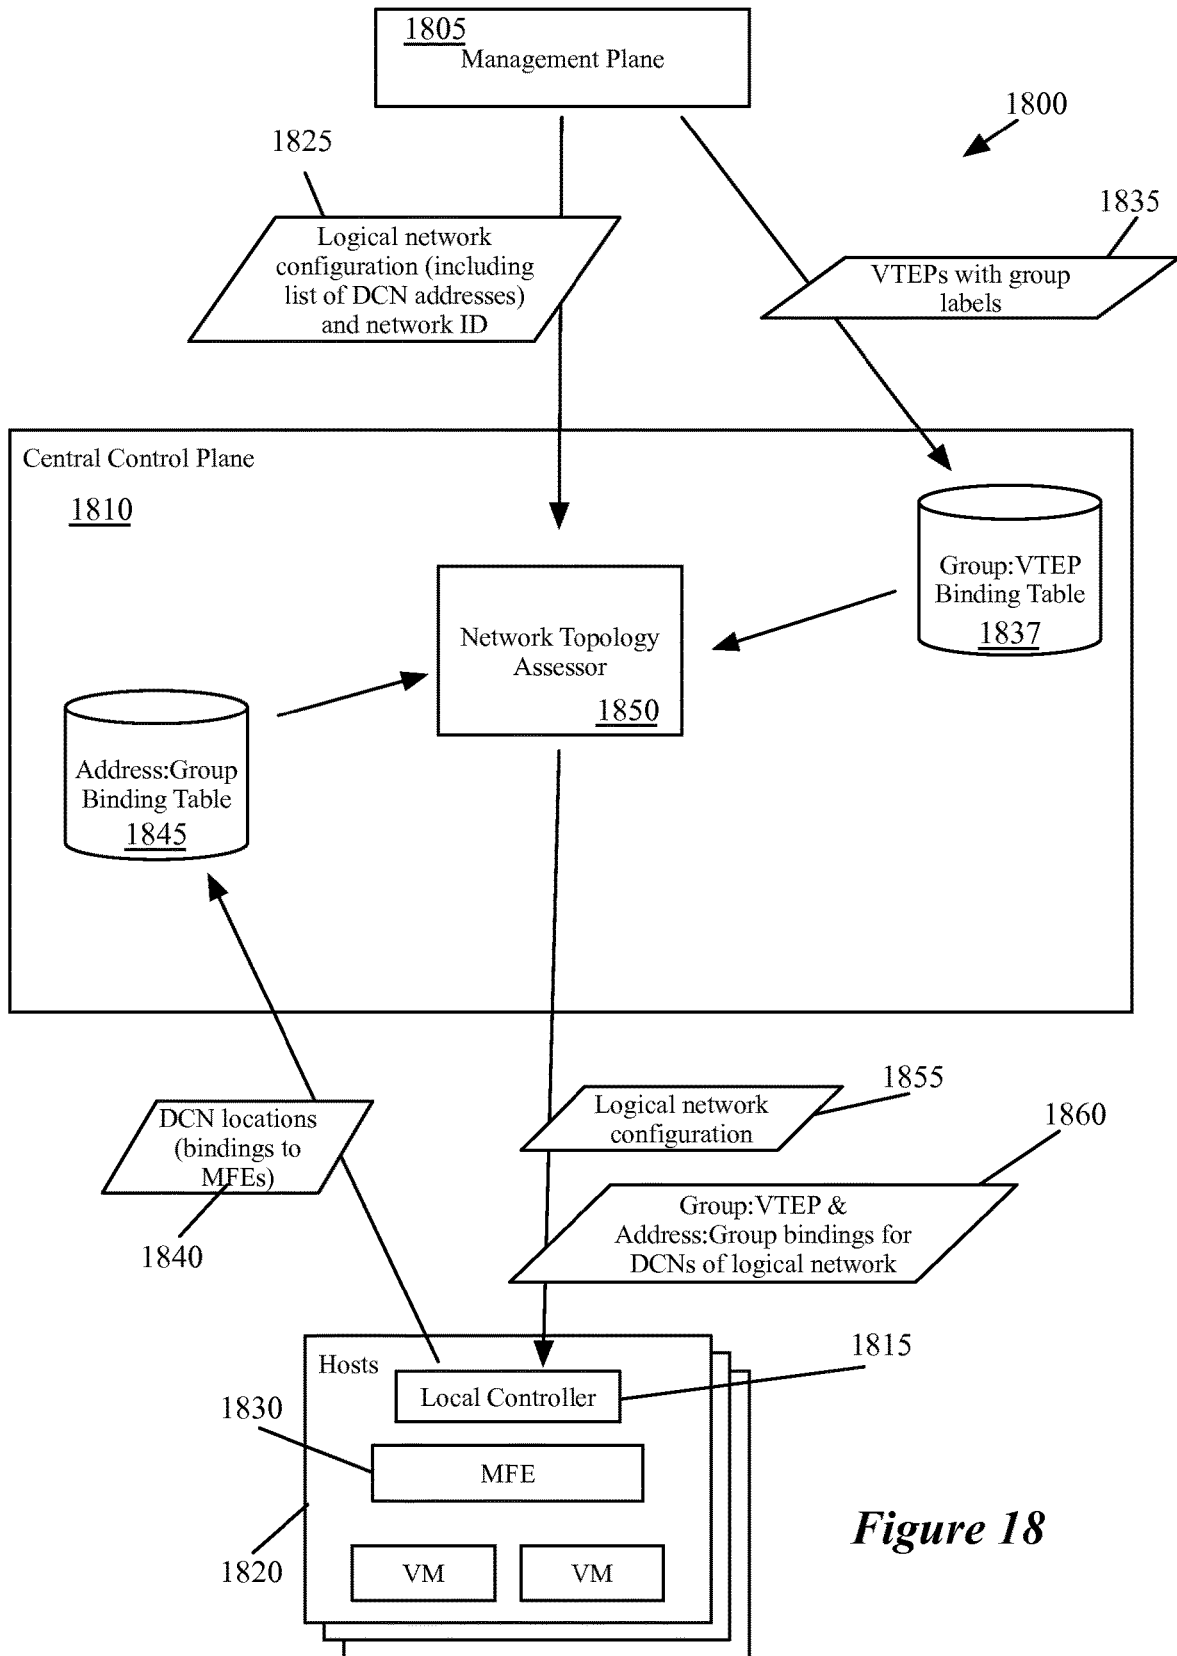 1805
Management Plane
1800
1825
Logical network
configuration (including
list of DCN addresses)
and network ID
1835
VTEPs with group
labels
Central Control Plane
1810
Group:VTEP
Binding Table
1837
Network Topology
Assessor
1850
Address:Group
Binding Table
1845
DCN locations
(bindings to
MFEs)
1840
Logical network
configuration
1855
1860
Group:VTEP &
Address:Group bindings for
DCNs of logical network
Hosts
1815
Local Controller
1830
MFE
1820
VM
VM
Figure 18